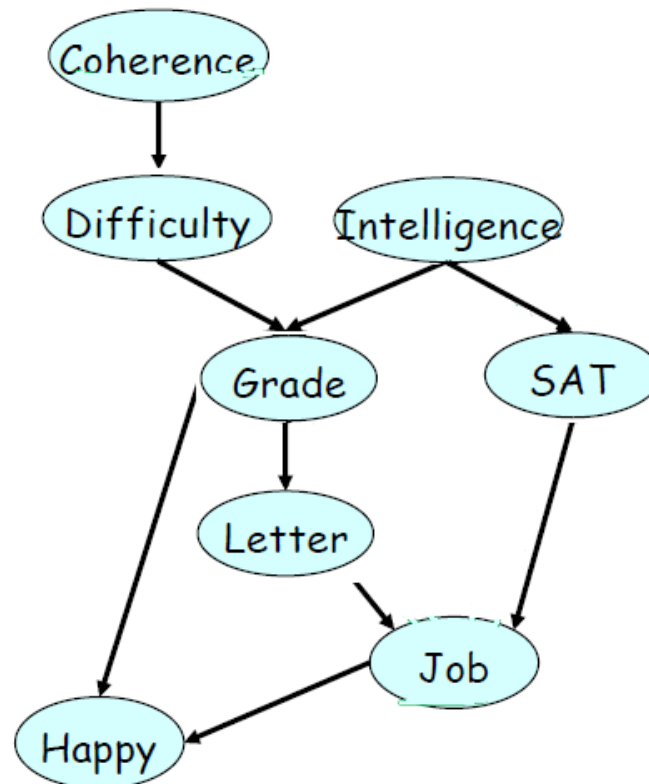 Coherence
Difficulty
Intelligence
Grade
SAT
Letter
Job
Happy